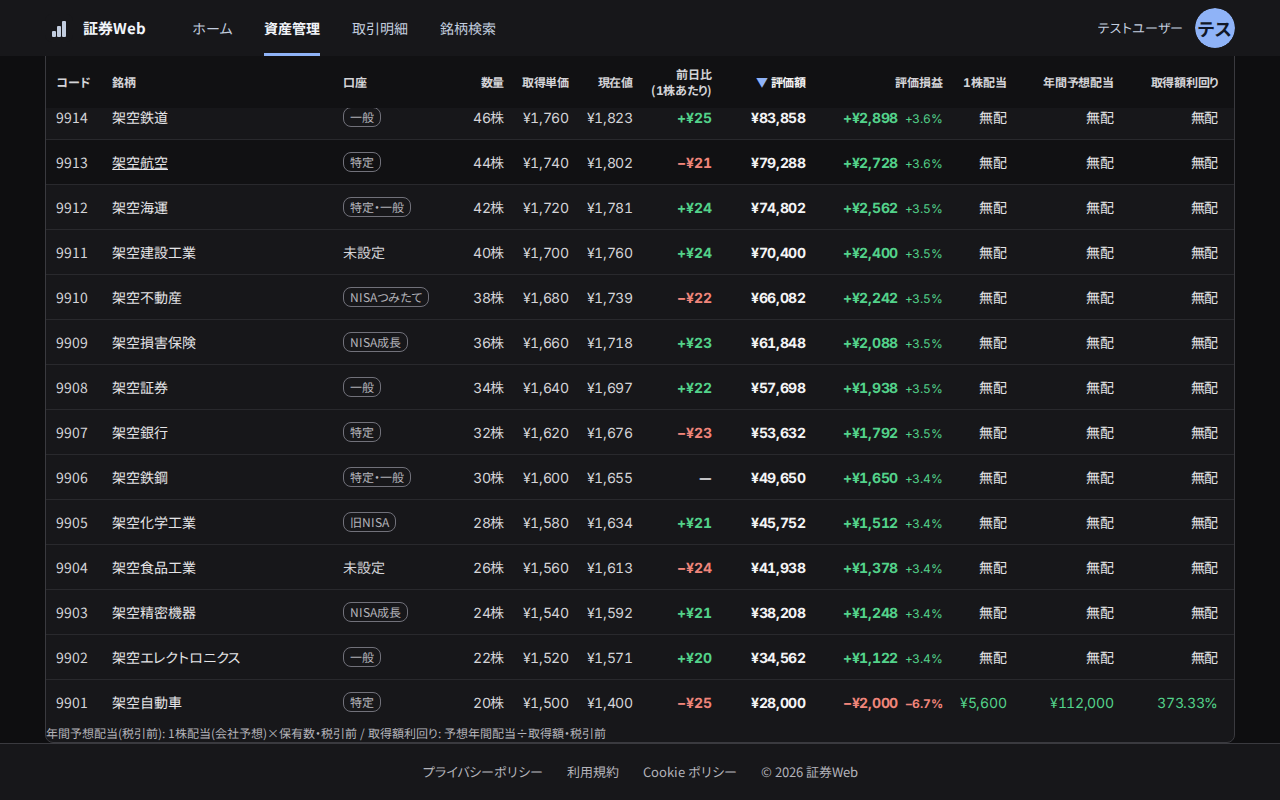 証券Web ホーム 資産管理 取引明細 銘柄検索 テストユーザー テス
コード 銘柄 口座 数量 取得単価 現在値 前日比 (1株あたり) ▼評価額 評価損益 1株配当 年間予想配当 取得額利回り
9914 架空鉄道 一般 46株 ¥1,760 ¥1,823 +¥25 ¥83,858 +¥2,898 +3.6% 無配 無配 無配
9913 架空航空 特定 44株 ¥1,740 ¥1,802 −¥21 ¥79,288 +¥2,728 +3.6% 無配 無配 無配
9912 架空海運 特定・一般 42株 ¥1,720 ¥1,781 +¥24 ¥74,802 +¥2,562 +3.5% 無配 無配 無配
9911 架空建設工業 未設定 40株 ¥1,700 ¥1,760 +¥24 ¥70,400 +¥2,400 +3.5% 無配 無配 無配
9910 架空不動産 NISAつみたて 38株 ¥1,680 ¥1,739 −¥22 ¥66,082 +¥2,242 +3.5% 無配 無配 無配
9909 架空損害保険 NISA成長 36株 ¥1,660 ¥1,718 +¥23 ¥61,848 +¥2,088 +3.5% 無配 無配 無配
9908 架空証券 一般 34株 ¥1,640 ¥1,697 +¥22 ¥57,698 +¥1,938 +3.5% 無配 無配 無配
9907 架空銀行 特定 32株 ¥1,620 ¥1,676 −¥23 ¥53,632 +¥1,792 +3.5% 無配 無配 無配
9906 架空鉄鋼 特定・一般 30株 ¥1,600 ¥1,655 — ¥49,650 +¥1,650 +3.4% 無配 無配 無配
9905 架空化学工業 旧NISA 28株 ¥1,580 ¥1,634 +¥21 ¥45,752 +¥1,512 +3.4% 無配 無配 無配
9904 架空食品工業 未設定 26株 ¥1,560 ¥1,613 −¥24 ¥41,938 +¥1,378 +3.4% 無配 無配 無配
9903 架空精密機器 NISA成長 24株 ¥1,540 ¥1,592 +¥21 ¥38,208 +¥1,248 +3.4% 無配 無配 無配
9902 架空エレクトロニクス 一般 22株 ¥1,520 ¥1,571 +¥20 ¥34,562 +¥1,122 +3.4% 無配 無配 無配
9901 架空自動車 特定 20株 ¥1,500 ¥1,400 −¥25 ¥28,000 −¥2,000 −6.7% ¥5,600 ¥112,000 373.33%
年間予想配当(税引前): 1株配当(会社予想)×保有数・税引前 / 取得額利回り: 予想年間配当÷取得額・税引前
プライバシーポリシー 利用規約 Cookie ポリシー © 2026 証券Web